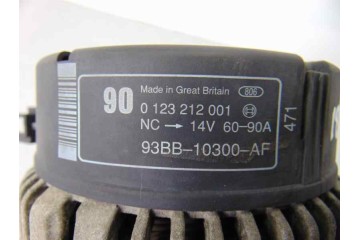 Made in Great Britain 806
90 0 123 212 001
NC → 14V 60-90A
93BB-10300-AF
471